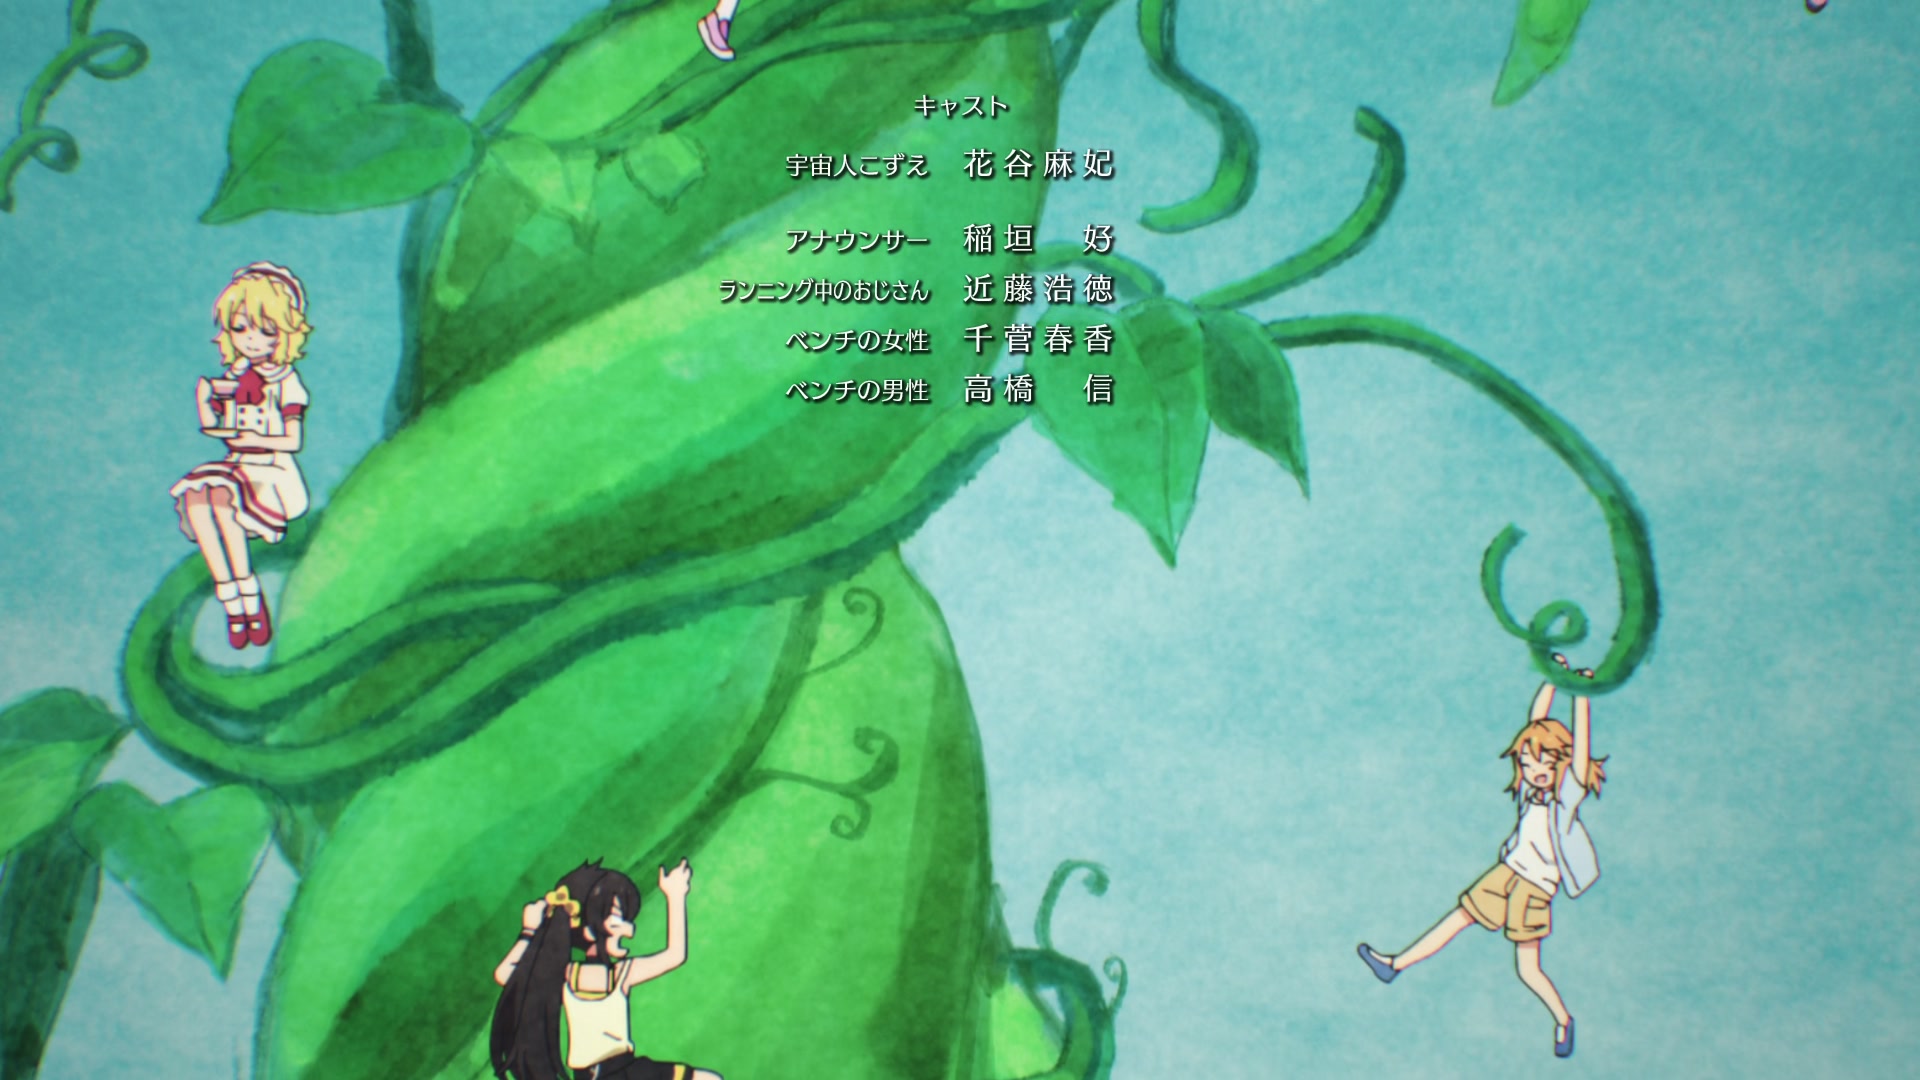 キャスト
宇宙人こずえ 花谷麻妃
アナウンサー 稲垣 好
ランニング中のおじさん 近藤浩徳
ベンチの女性 千菅春香
ベンチの男性 高橋 信